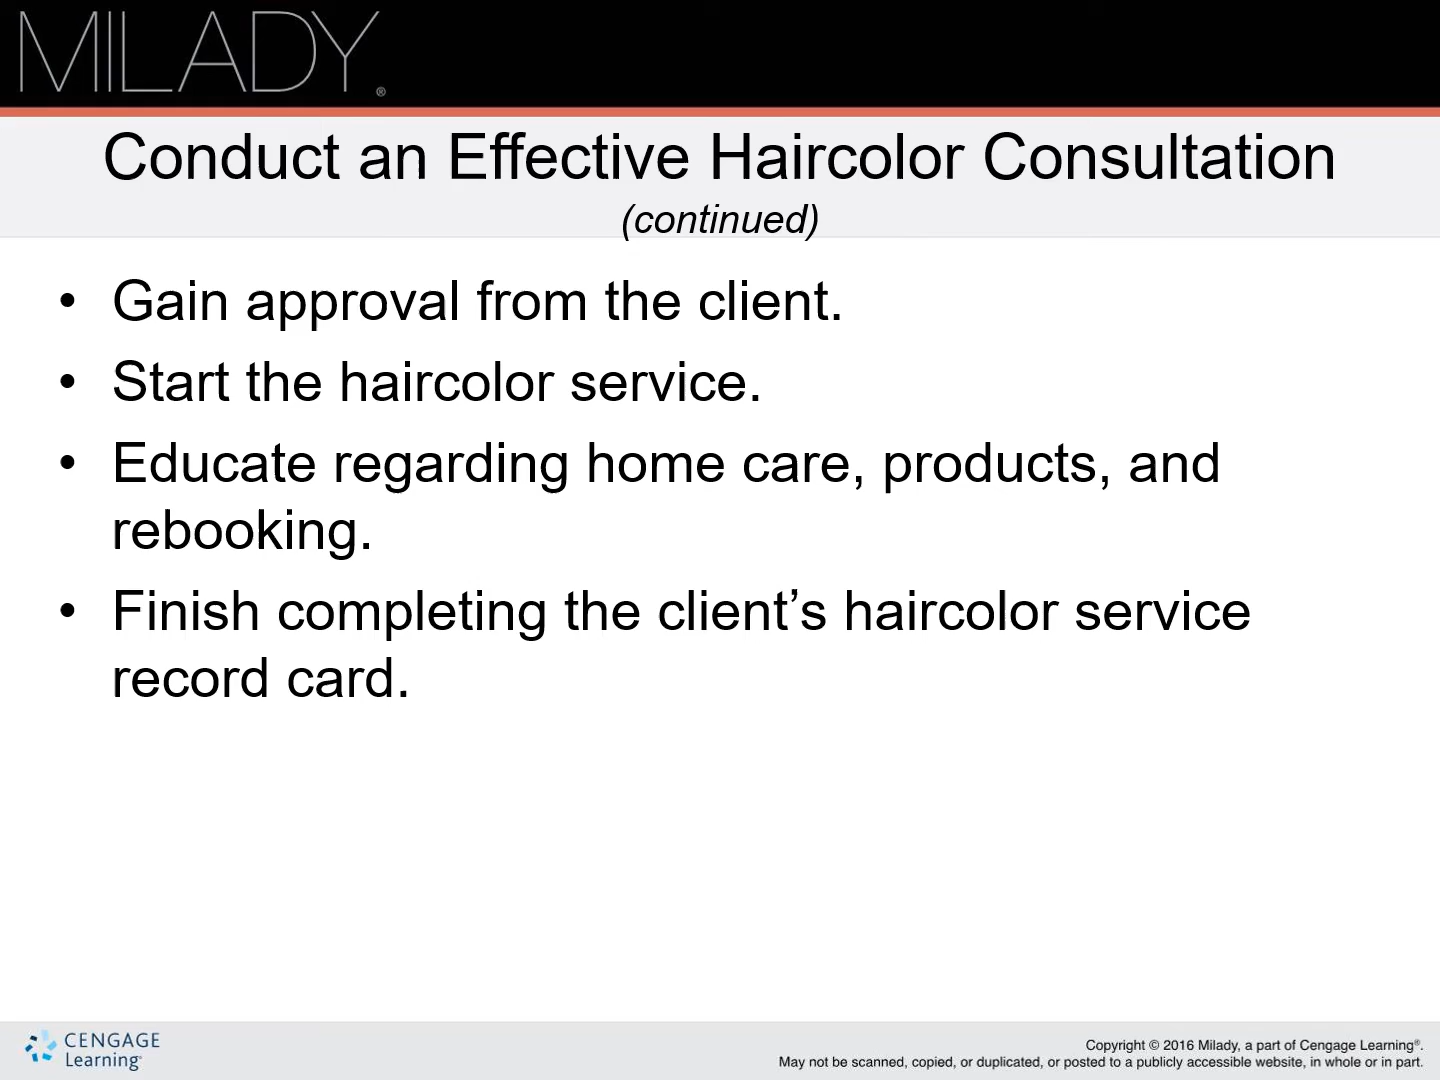 MILADY®
Conduct an Effective Haircolor Consultation
(continued)
• Gain approval from the client.
• Start the haircolor service.
• Educate regarding home care, products, and
rebooking.
• Finish completing the client’s haircolor service
record card.
CENGAGE
Learning®
Copyright © 2016 Milady, a part of Cengage Learning®.
May not be scanned, copied, or duplicated, or posted to a publicly accessible website, in whole or in part.